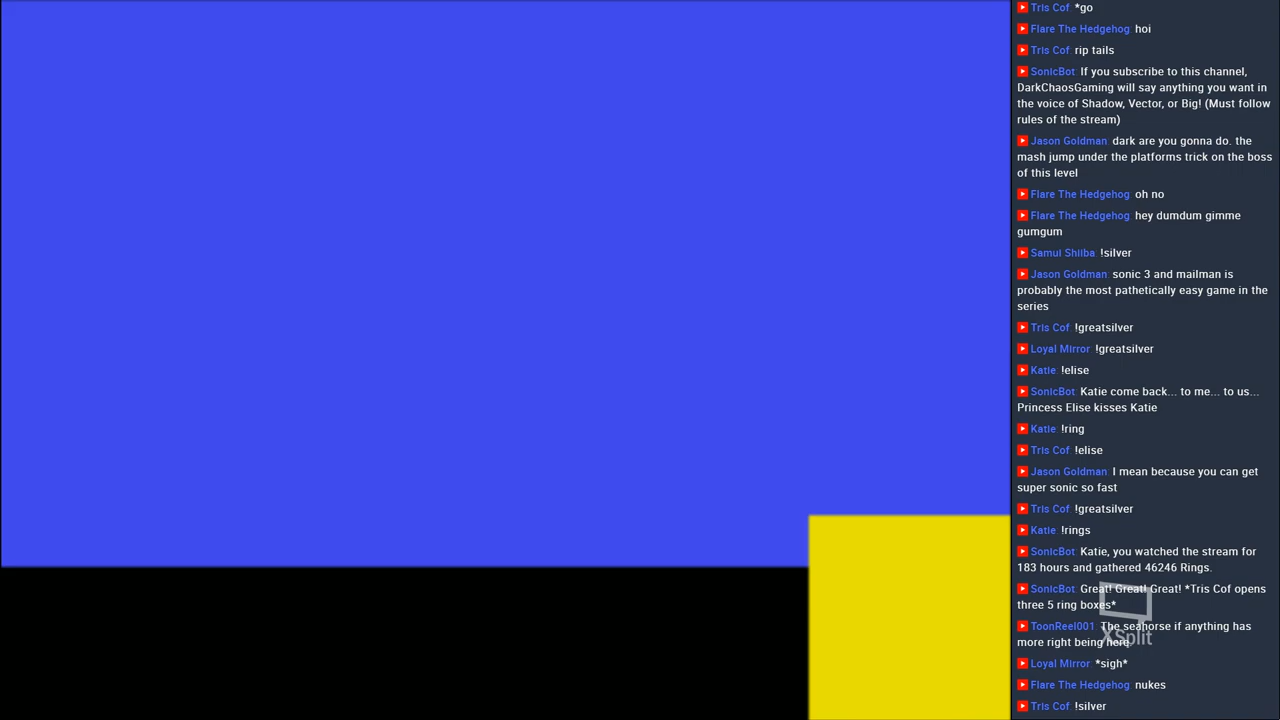 Tris Cof: *go
Flare The Hedgehog: hoi
Tris Cof: rip tails
SonicBot: If you subscribe to this channel,
DarkChaosGaming will say anything you want in
the voice of Shadow, Vector, or Big! (Must follow
rules of the stream)
Jason Goldman: dark are you gonna do. the
mash jump under the platforms trick on the boss
of this level
Flare The Hedgehog: oh no
Flare The Hedgehog: hey dumdum gimme
gumgum
Samui Shiiba: !silver
Jason Goldman: sonic 3 and mailman is
probably the most pathetically easy game in the
series
Tris Cof: !greatsilver
Loyal Mirror: !greatsilver
Katie: !elise
SonicBot: Katie come back... to me... to us...
Princess Elise kisses Katie
Katie: !ring
Tris Cof: !elise
Jason Goldman: I mean because you can get
super sonic so fast
Tris Cof: !greatsilver
Katie: !rings
SonicBot: Katie, you watched the stream for
183 hours and gathered 46246 Rings.
SonicBot: Great! Great! Great! *Tris Cof opens
three 5 ring boxes*
ToonReel001: The seahorse if anything has
more right being here
XSplit
Loyal Mirror: *sigh*
Flare The Hedgehog: nukes
Tris Cof: !silver